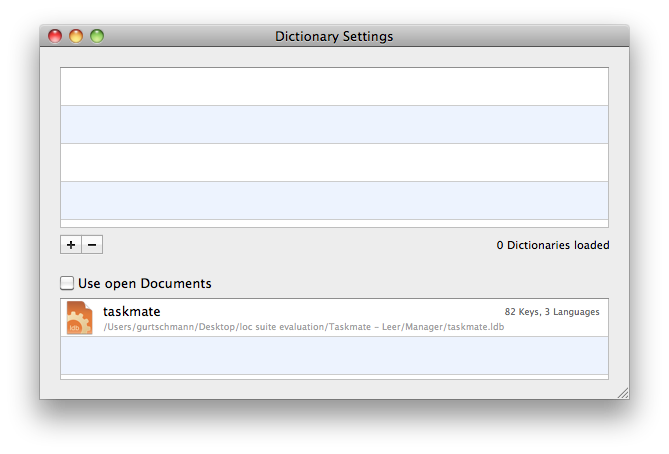 Dictionary Settings
+ −
0 Dictionaries loaded
Use open Documents
ldb
taskmate
82 Keys, 3 Languages
/Users/gurtschmann/Desktop/loc suite evaluation/Taskmate – Leer/Manager/taskmate.ldb